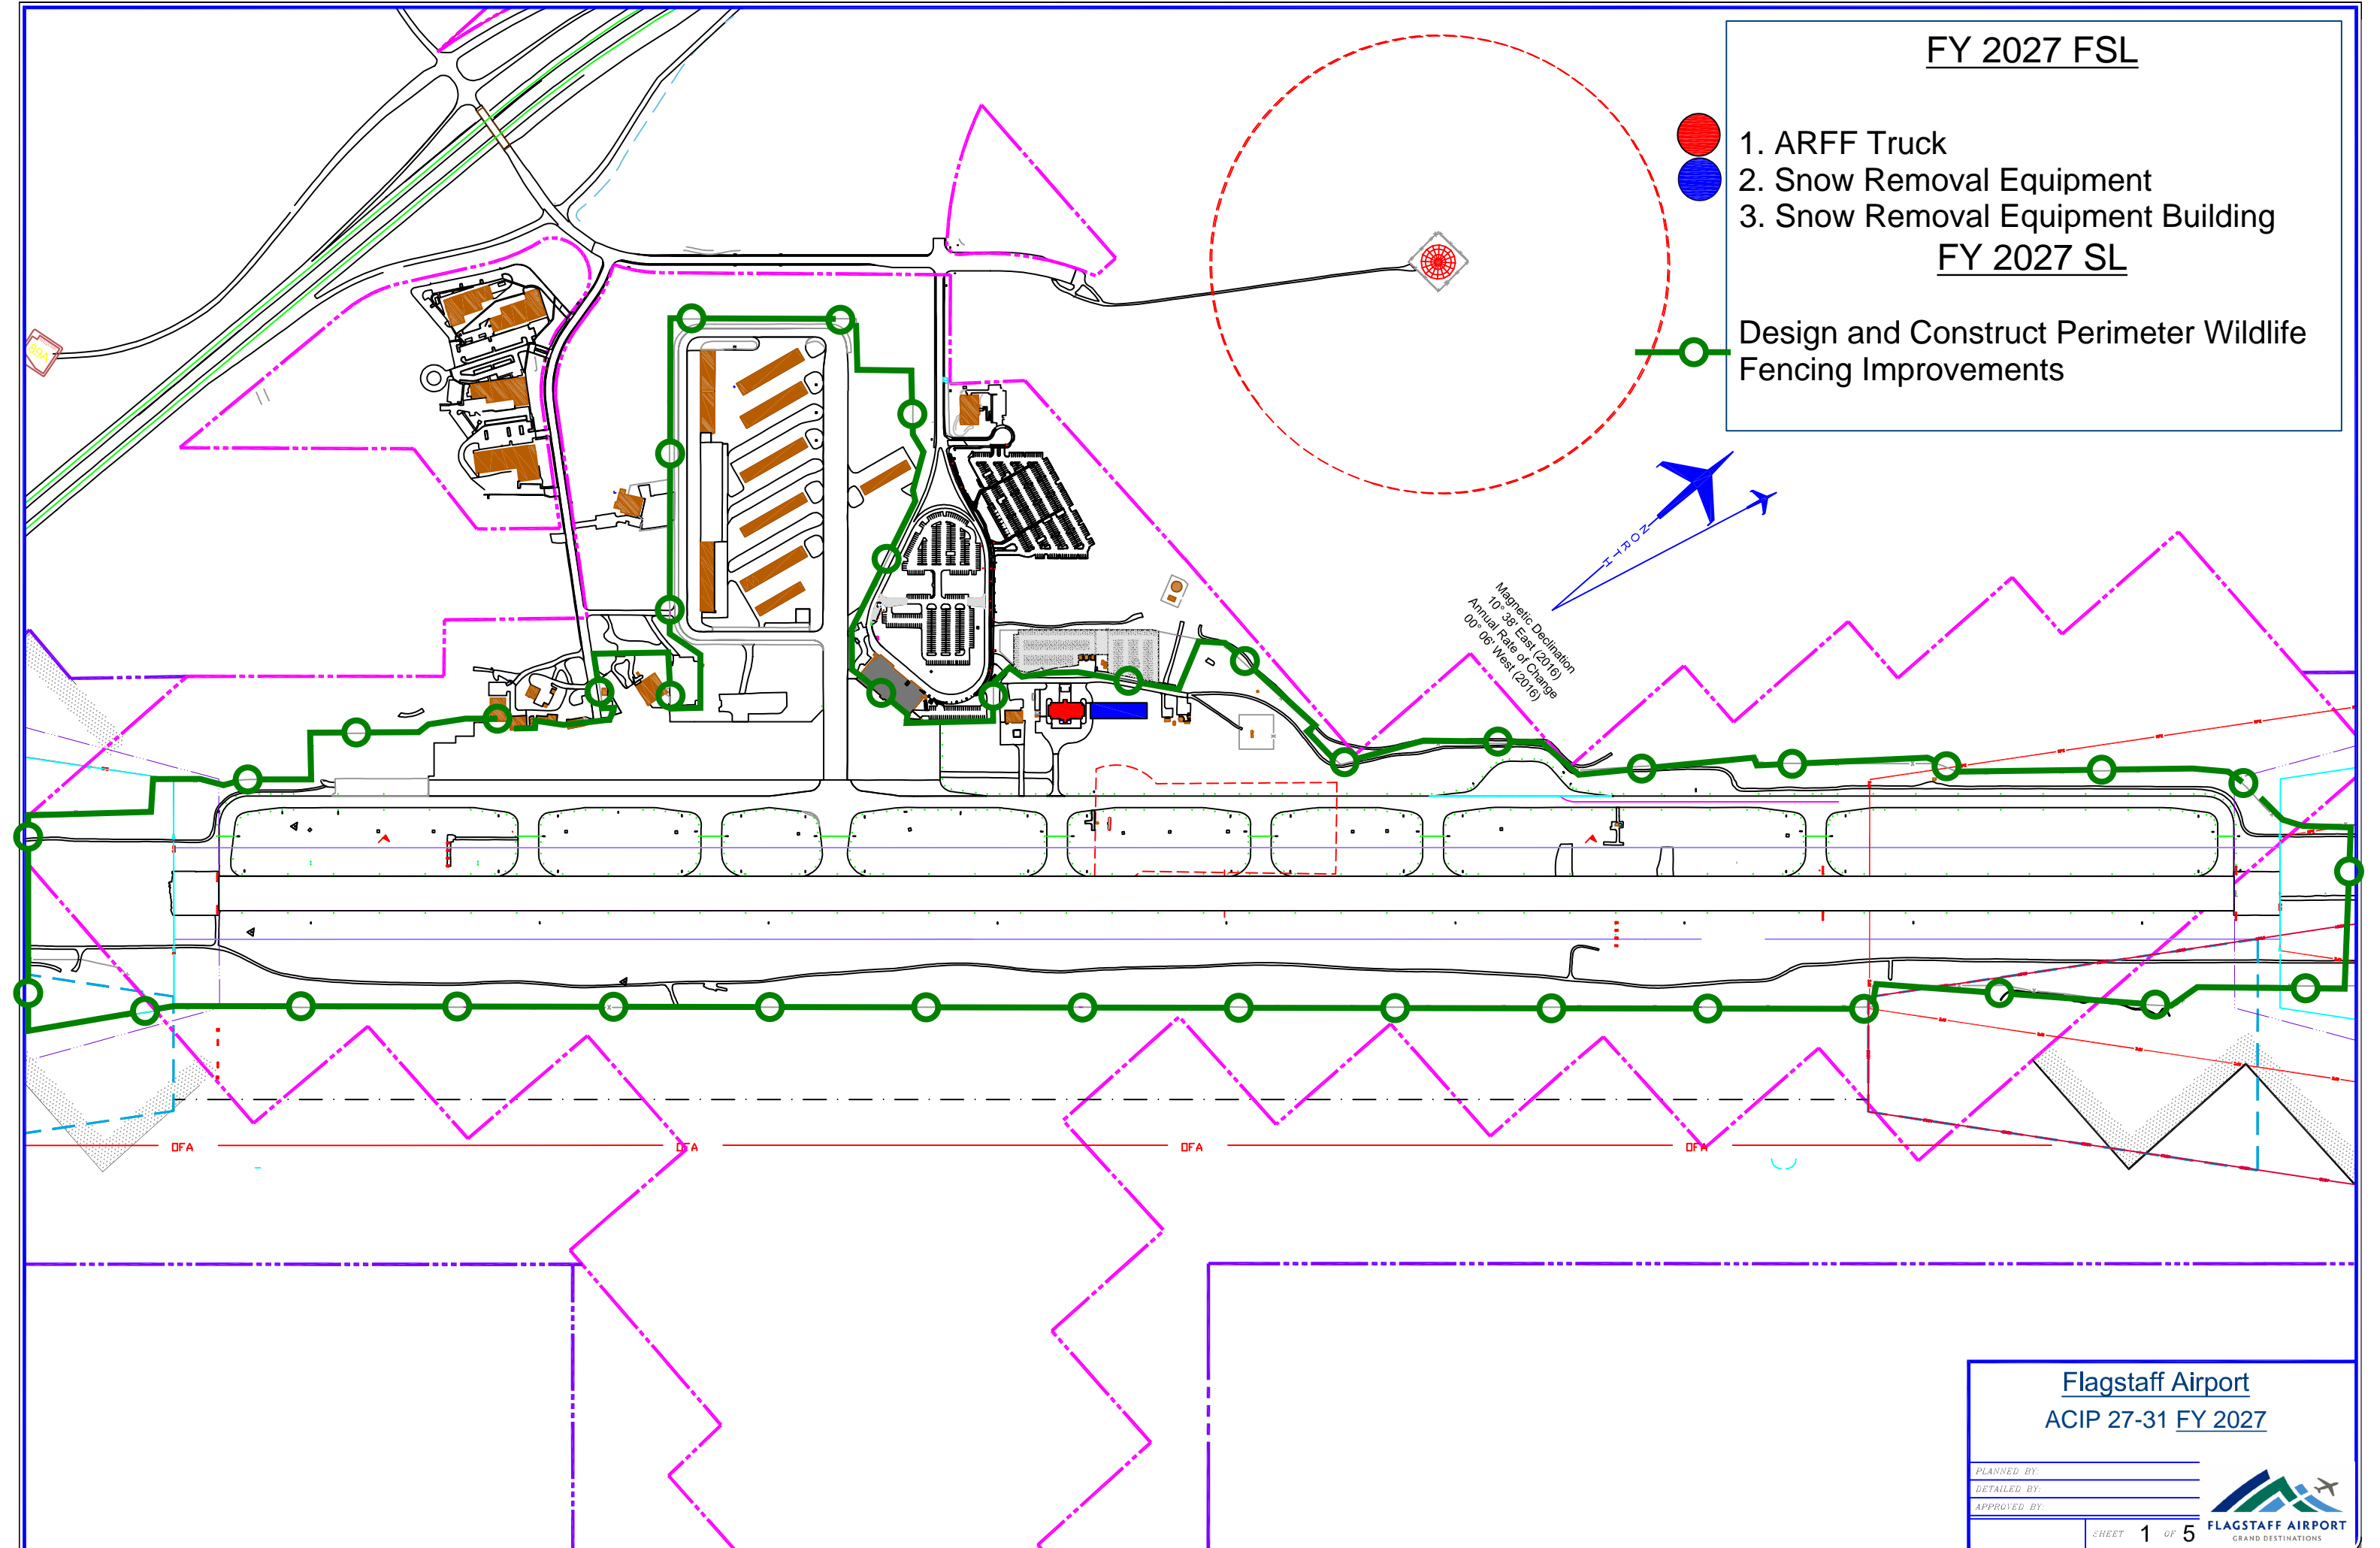 FY 2027 FSL
1. ARFF Truck
2. Snow Removal Equipment
3. Snow Removal Equipment Building
FY 2027 SL
Design and Construct Perimeter Wildlife
Fencing Improvements
NORTH
Magnetic Declination
10° 38' East (2016)
Annual Rate of Change
00° 06' West (2016)
OFA
OFA
OFA
OFA
Flagstaff Airport
ACIP 27-31 FY 2027
PLANNED BY:
DETAILED BY:
APPROVED BY:
SHEET 1 OF 5
FLAGSTAFF AIRPORT
GRAND DESTINATIONS